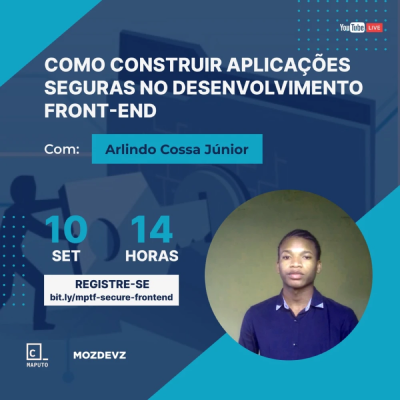 YouTube LIVE
COMO CONSTRUIR APLICAÇÕES
SEGURAS NO DESENVOLVIMENTO
FRONT-END
Com: Arlindo Cossa Júnior
10 14
SET HORAS
REGISTRE-SE
bit.ly/mptf-secure-frontend
C_
MAPUTO
MOZDEVZ